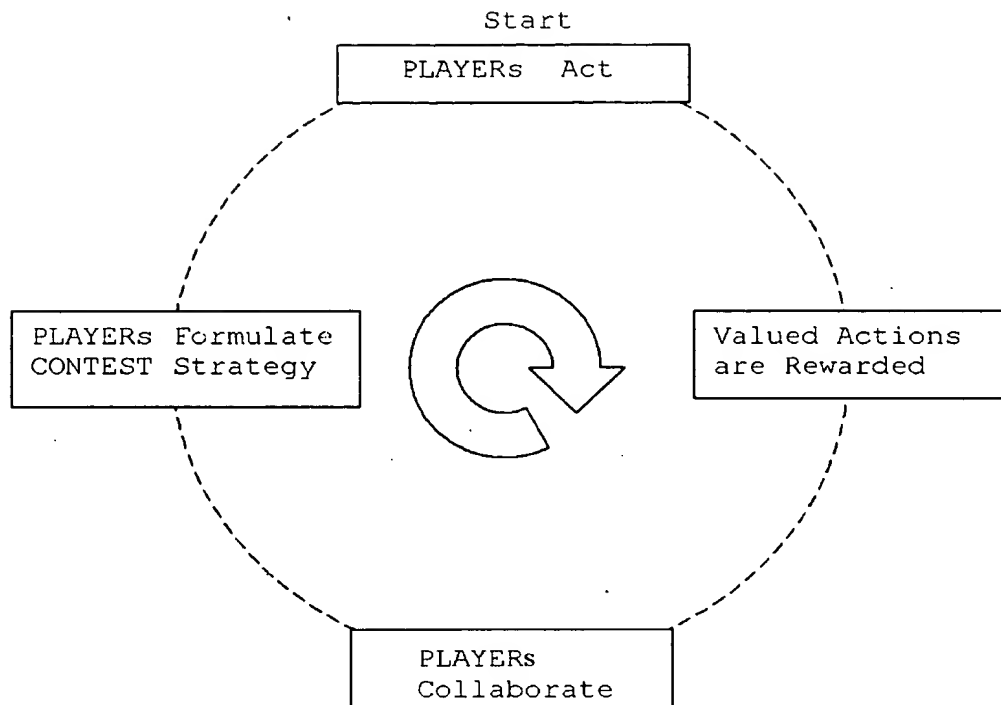 Start
PLAYERs Act
PLAYERs Formulate
CONTEST Strategy
Valued Actions
are Rewarded
PLAYERs
Collaborate